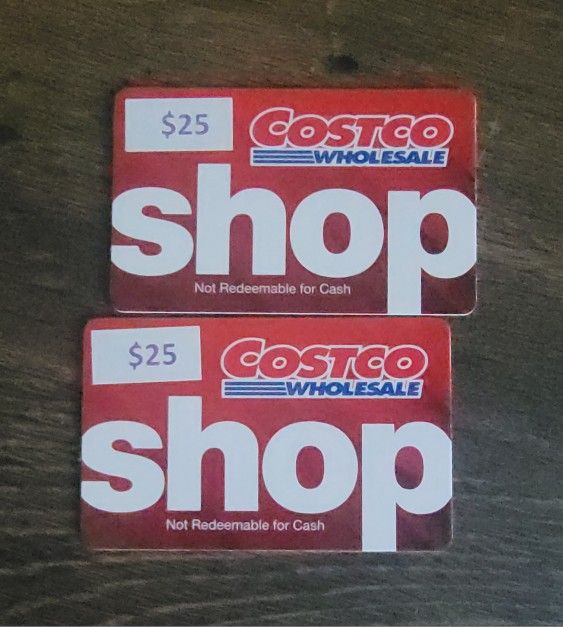 $25
COSTCO
WHOLESALE
shop
Not Redeemable for Cash
$25
COSTCO
WHOLESALE
shop
Not Redeemable for Cash